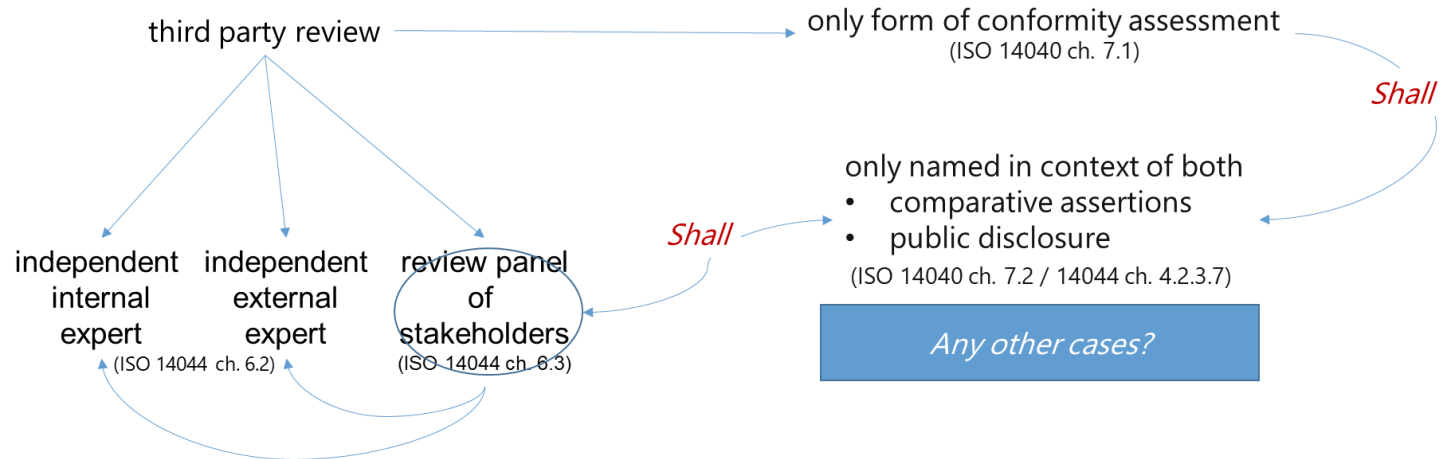 third party review
only form of conformity assessment
(ISO 14040 ch. 7.1)
Shall
only named in context of both
• comparative assertions
• public disclosure
(ISO 14040 ch. 7.2 / 14044 ch. 4.2.3.7)
Shall
independent
internal
expert
independent
external
expert
(ISO 14044 ch. 6.2)
review panel
of
stakeholders
(ISO 14044 ch. 6.3)
Any other cases?